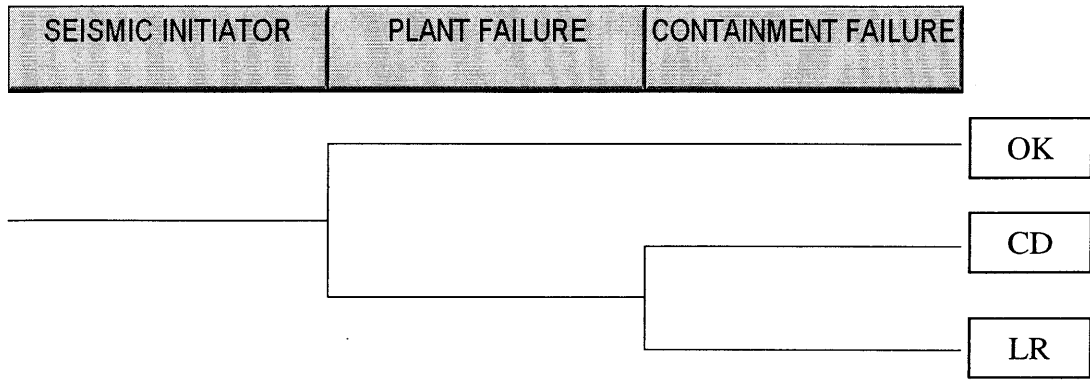 SEISMIC INITIATOR
PLANT FAILURE
CONTAINMENT FAILURE
OK
CD
LR